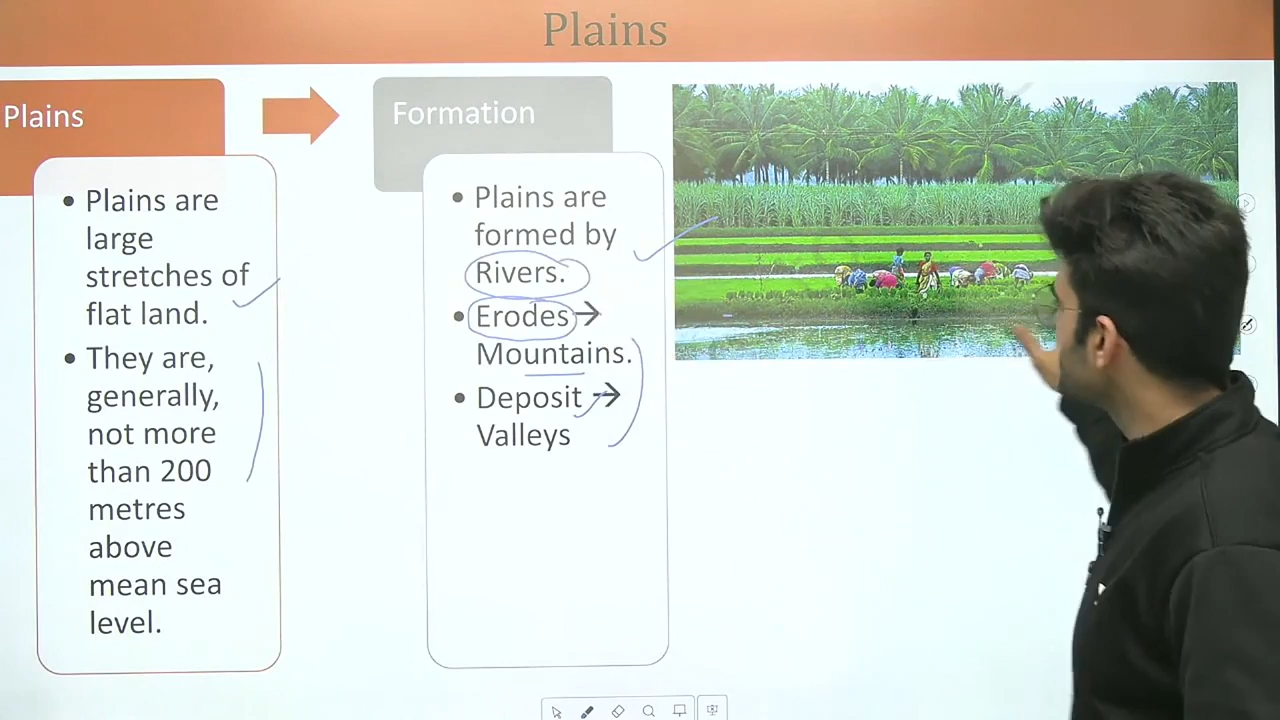 Plains
Plains
• Plains are
large
stretches of
flat land.
• They are,
generally,
not more
than 200
metres
above
mean sea
level.
Formation
• Plains are
formed by
Rivers.
• Erodes →
Mountains.
• Deposit →
Valleys